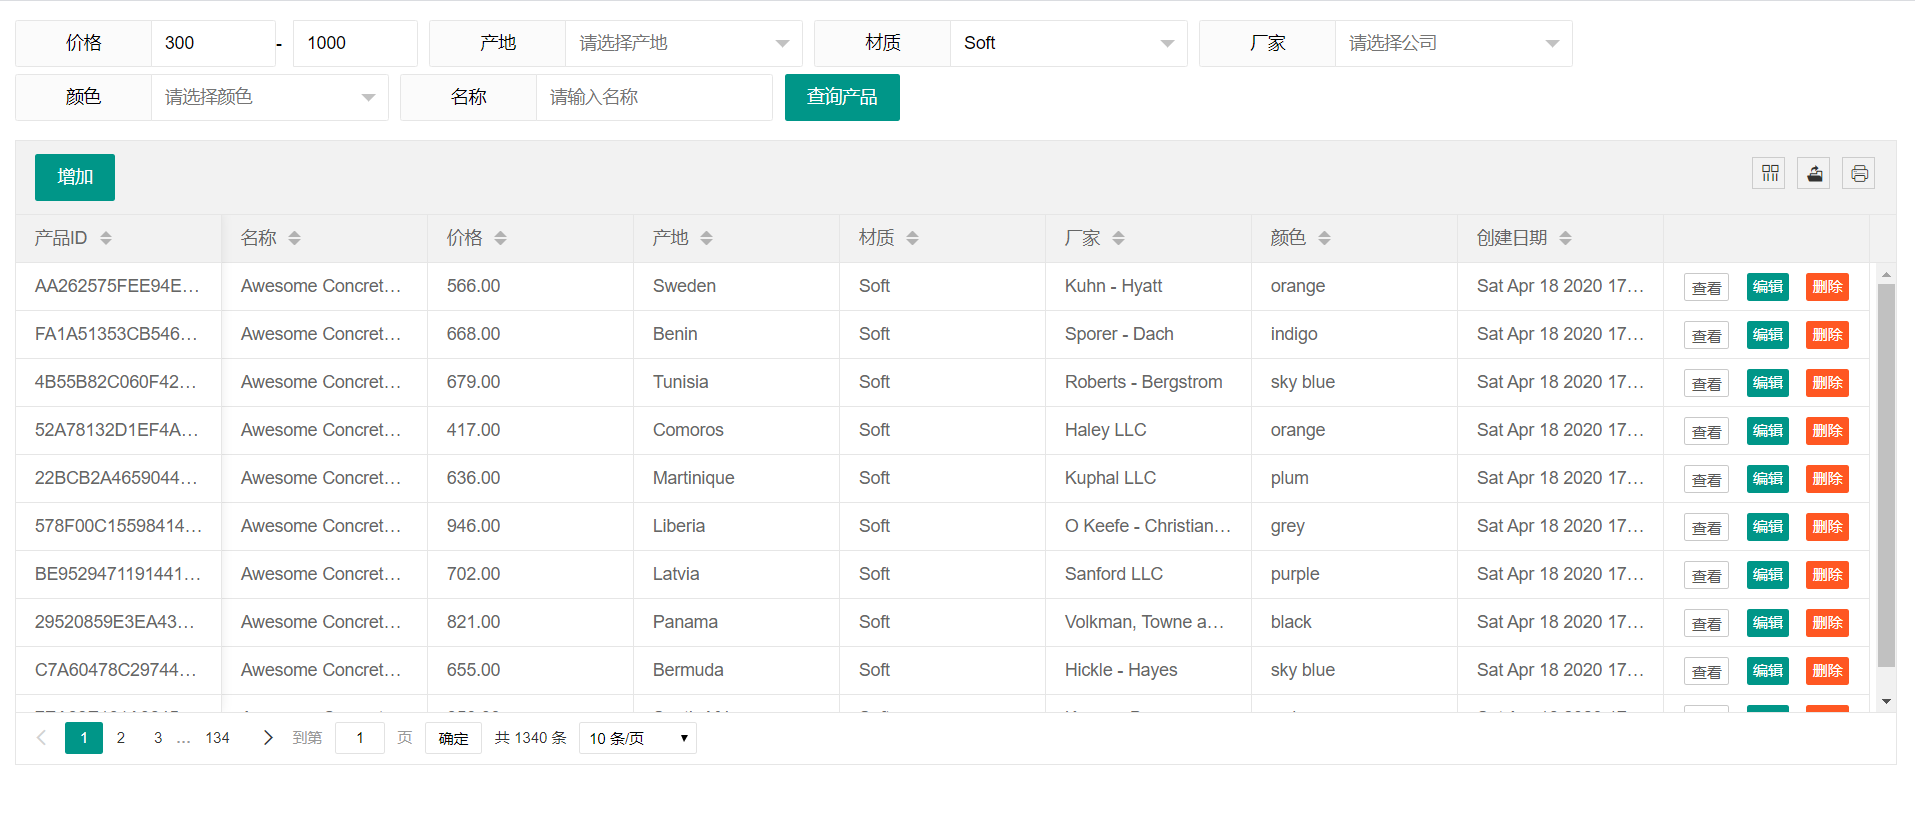 价格 300 - 1000 产地 请选择产地 材质 Soft 厂家 请选择公司
颜色 请选择颜色 名称 请输入名称 查询产品
增加
产品ID 名称 价格 产地 材质 厂家 颜色 创建日期
AA262575FEE94E... Awesome Concret... 566.00 Sweden Soft Kuhn - Hyatt orange Sat Apr 18 2020 17... 查看 编辑 删除
FA1A51353CB546... Awesome Concret... 668.00 Benin Soft Sporer - Dach indigo Sat Apr 18 2020 17... 查看 编辑 删除
4B55B82C060F42... Awesome Concret... 679.00 Tunisia Soft Roberts - Bergstrom sky blue Sat Apr 18 2020 17... 查看 编辑 删除
52A78132D1EF4A... Awesome Concret... 417.00 Comoros Soft Haley LLC orange Sat Apr 18 2020 17... 查看 编辑 删除
22BCB2A4659044... Awesome Concret... 636.00 Martinique Soft Kuphal LLC plum Sat Apr 18 2020 17... 查看 编辑 删除
578F00C15598414... Awesome Concret... 946.00 Liberia Soft O Keefe - Christian... grey Sat Apr 18 2020 17... 查看 编辑 删除
BE9529471191441... Awesome Concret... 702.00 Latvia Soft Sanford LLC purple Sat Apr 18 2020 17... 查看 编辑 删除
29520859E3EA43... Awesome Concret... 821.00 Panama Soft Volkman, Towne a... black Sat Apr 18 2020 17... 查看 编辑 删除
C7A60478C29744... Awesome Concret... 655.00 Bermuda Soft Hickle - Hayes sky blue Sat Apr 18 2020 17... 查看 编辑 删除
1 2 3 ... 134 到第 1 页 确定 共 1340 条 10 条/页